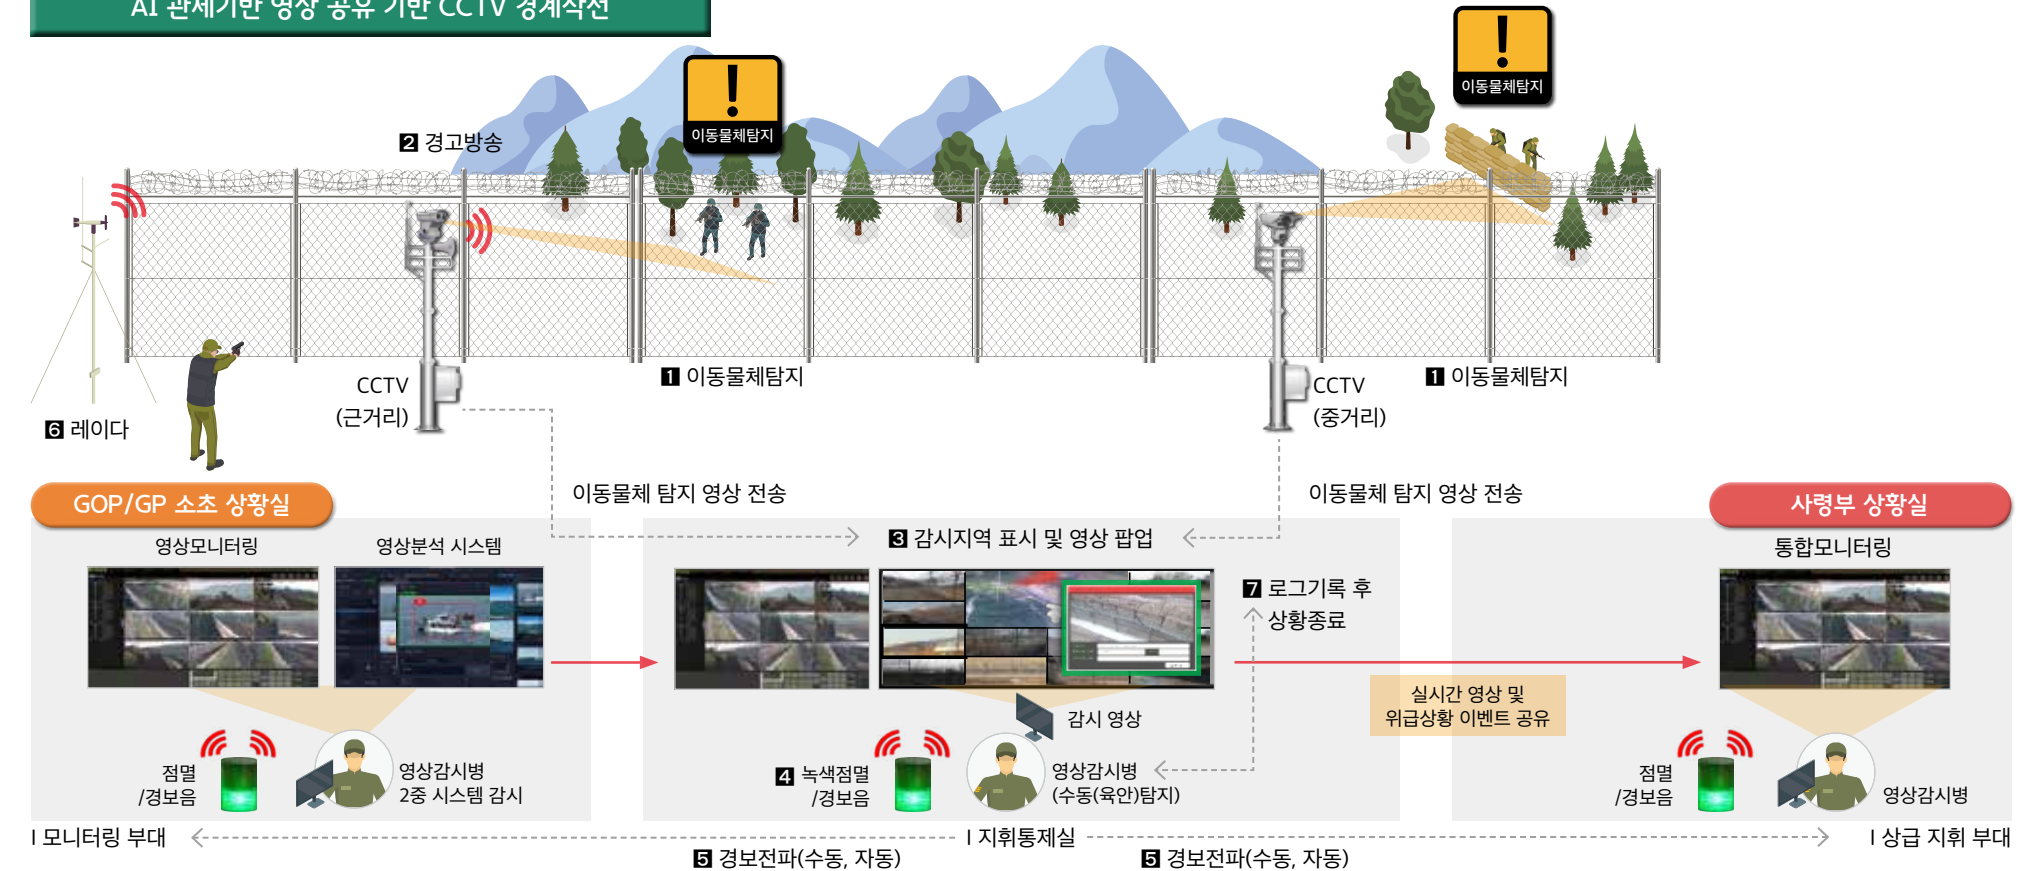 AI 관제기반 영상 공유 기반 CCTV 경계작전
이동물체탐지
이동물체탐지
2 경고방송
1 이동물체탐지
1 이동물체탐지
CCTV
(근거리)
CCTV
(중거리)
6 레이다
이동물체 탐지 영상 전송
이동물체 탐지 영상 전송
GOP/GP 소초 상황실
사령부 상황실
영상모니터링
영상분석 시스템
3 감시지역 표시 및 영상 팝업
통합모니터링
7 로그기록 후
상황종료
실시간 영상 및
위급상황 이벤트 공유
감시 영상
점멸
/경보음
영상감시병
2중 시스템 감시
4 녹색점멸
/경보음
영상감시병
(수동(육안)탐지)
점멸
/경보음
영상감시병
I 모니터링 부대
I 지휘통제실
I 상급 지휘 부대
5 경보전파(수동, 자동)
5 경보전파(수동, 자동)